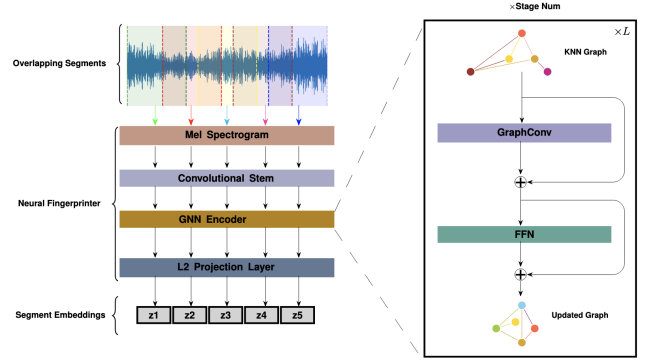 ×Stage Num
×L
Overlapping Segments
KNN Graph
Mel Spectrogram
GraphConv
Convolutional Stem
Neural Fingerprinter
GNN Encoder
FFN
L2 Projection Layer
Segment Embeddings
z1 z2 z3 z4 z5
Updated Graph